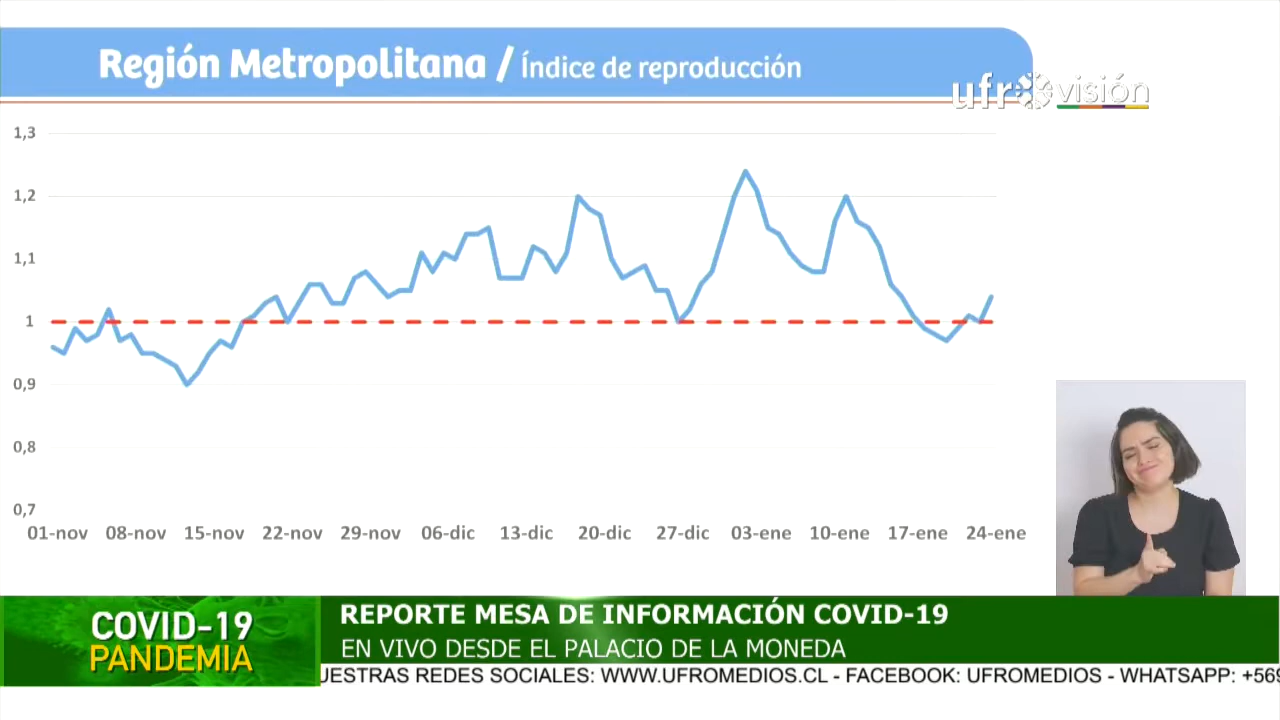 Región Metropolitana / Índice de reproducción
ufro visión
1,3
1,2
1,1
1
0,9
0,8
0,7
01-nov 08-nov 15-nov 22-nov 29-nov 06-dic 13-dic 20-dic 27-dic 03-ene 10-ene 17-ene 24-ene
COVID-19
PANDEMIA
REPORTE MESA DE INFORMACIÓN COVID-19
EN VIVO DESDE EL PALACIO DE LA MONEDA
UESTRAS REDES SOCIALES: WWW.UFROMEDIOS.CL - FACEBOOK: UFROMEDIOS - WHATSAPP: +569